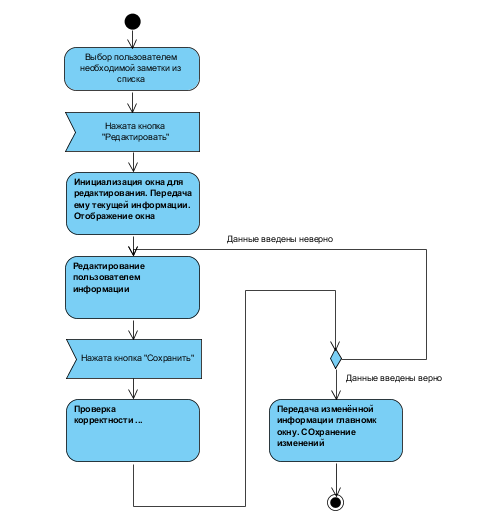 Выбор пользователем
необходимой заметки из
списка
Нажата кнопка
"Редактировать"
Инициализация окна для
редактирования. Передача
ему текущей информации.
Отображение окна
Данные введены неверно
Редактирование
пользователем
информации
Нажата кнопка "Сохранить"
Данные введены верно
Проверка
корректности ...
Передача изменённой
информации главномк
окну. СОхранение
изменений